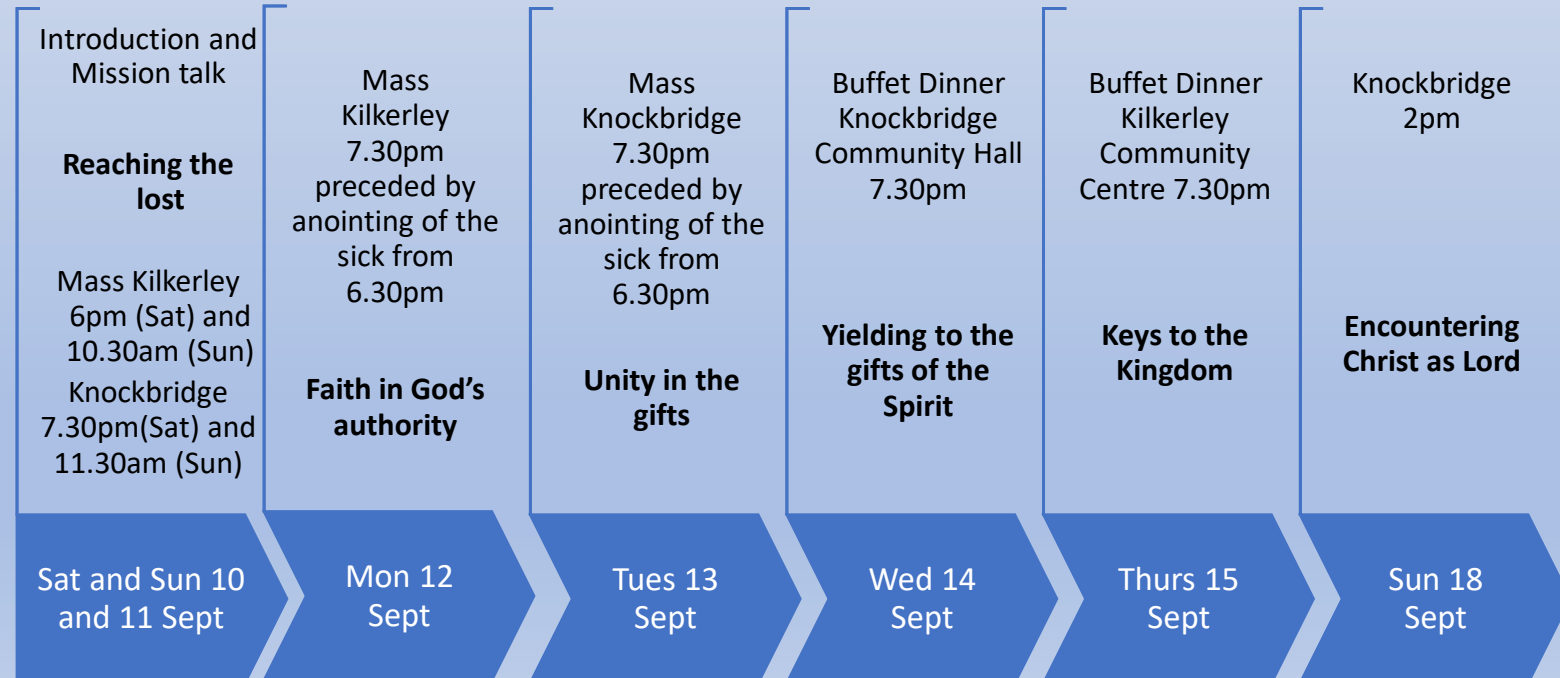 Introduction and
Mission talk
Reaching the
lost
Mass Kilkerley
6pm (Sat) and
10.30am (Sun)
Knockbridge
7.30pm(Sat) and
11.30am (Sun)
Sat and Sun 10
and 11 Sept
Mass
Kilkerley
7.30pm
preceded by
anointing of the
sick from
6.30pm
Faith in God’s
authority
Mon 12
Sept
Mass
Knockbridge
7.30pm
preceded by
anointing of the
sick from
6.30pm
Unity in the
gifts
Tues 13
Sept
Buffet Dinner
Knockbridge
Community Hall
7.30pm
Yielding to the
gifts of the
Spirit
Wed 14
Sept
Buffet Dinner
Kilkerley
Community
Centre 7.30pm
Keys to the
Kingdom
Thurs 15
Sept
Knockbridge
2pm
Encountering
Christ as Lord
Sun 18
Sept